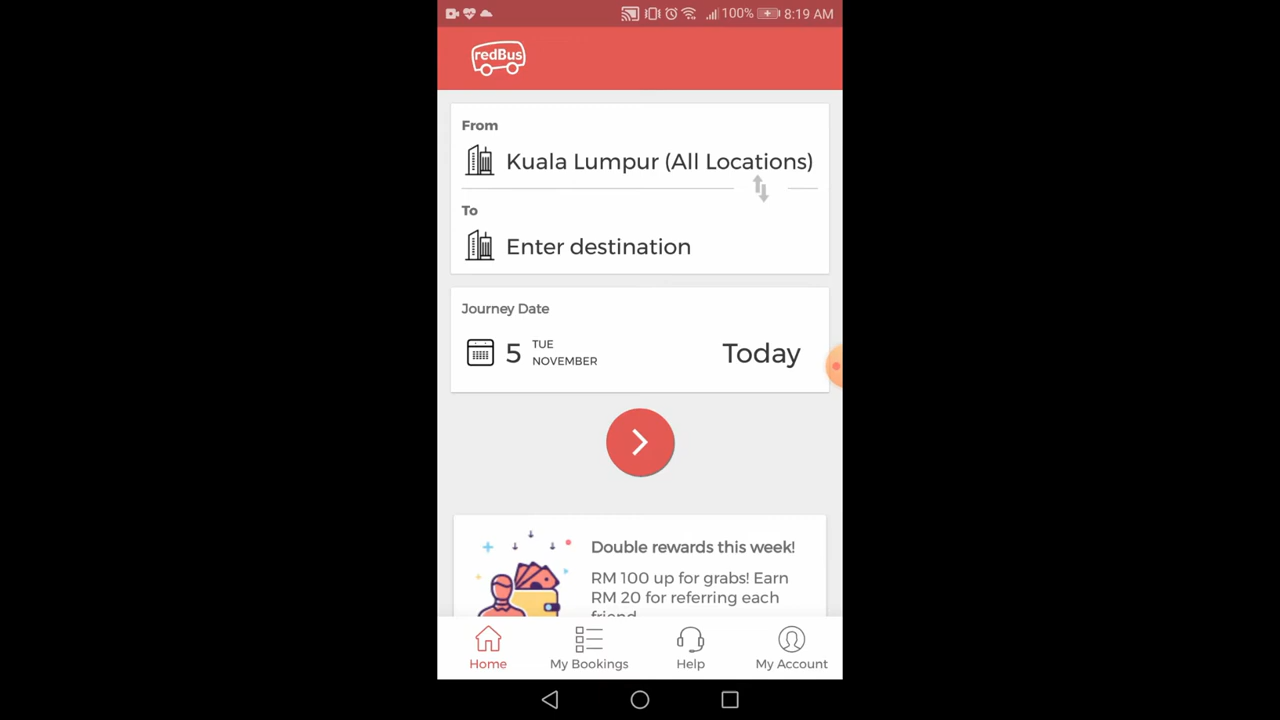 100% 8:19 AM
redBus
From
Kuala Lumpur (All Locations)
To
Enter destination
Journey Date
5 TUE
NOVEMBER
Today
Double rewards this week!
RM 100 up for grabs! Earn
RM 20 for referring each
friend
Home My Bookings Help My Account